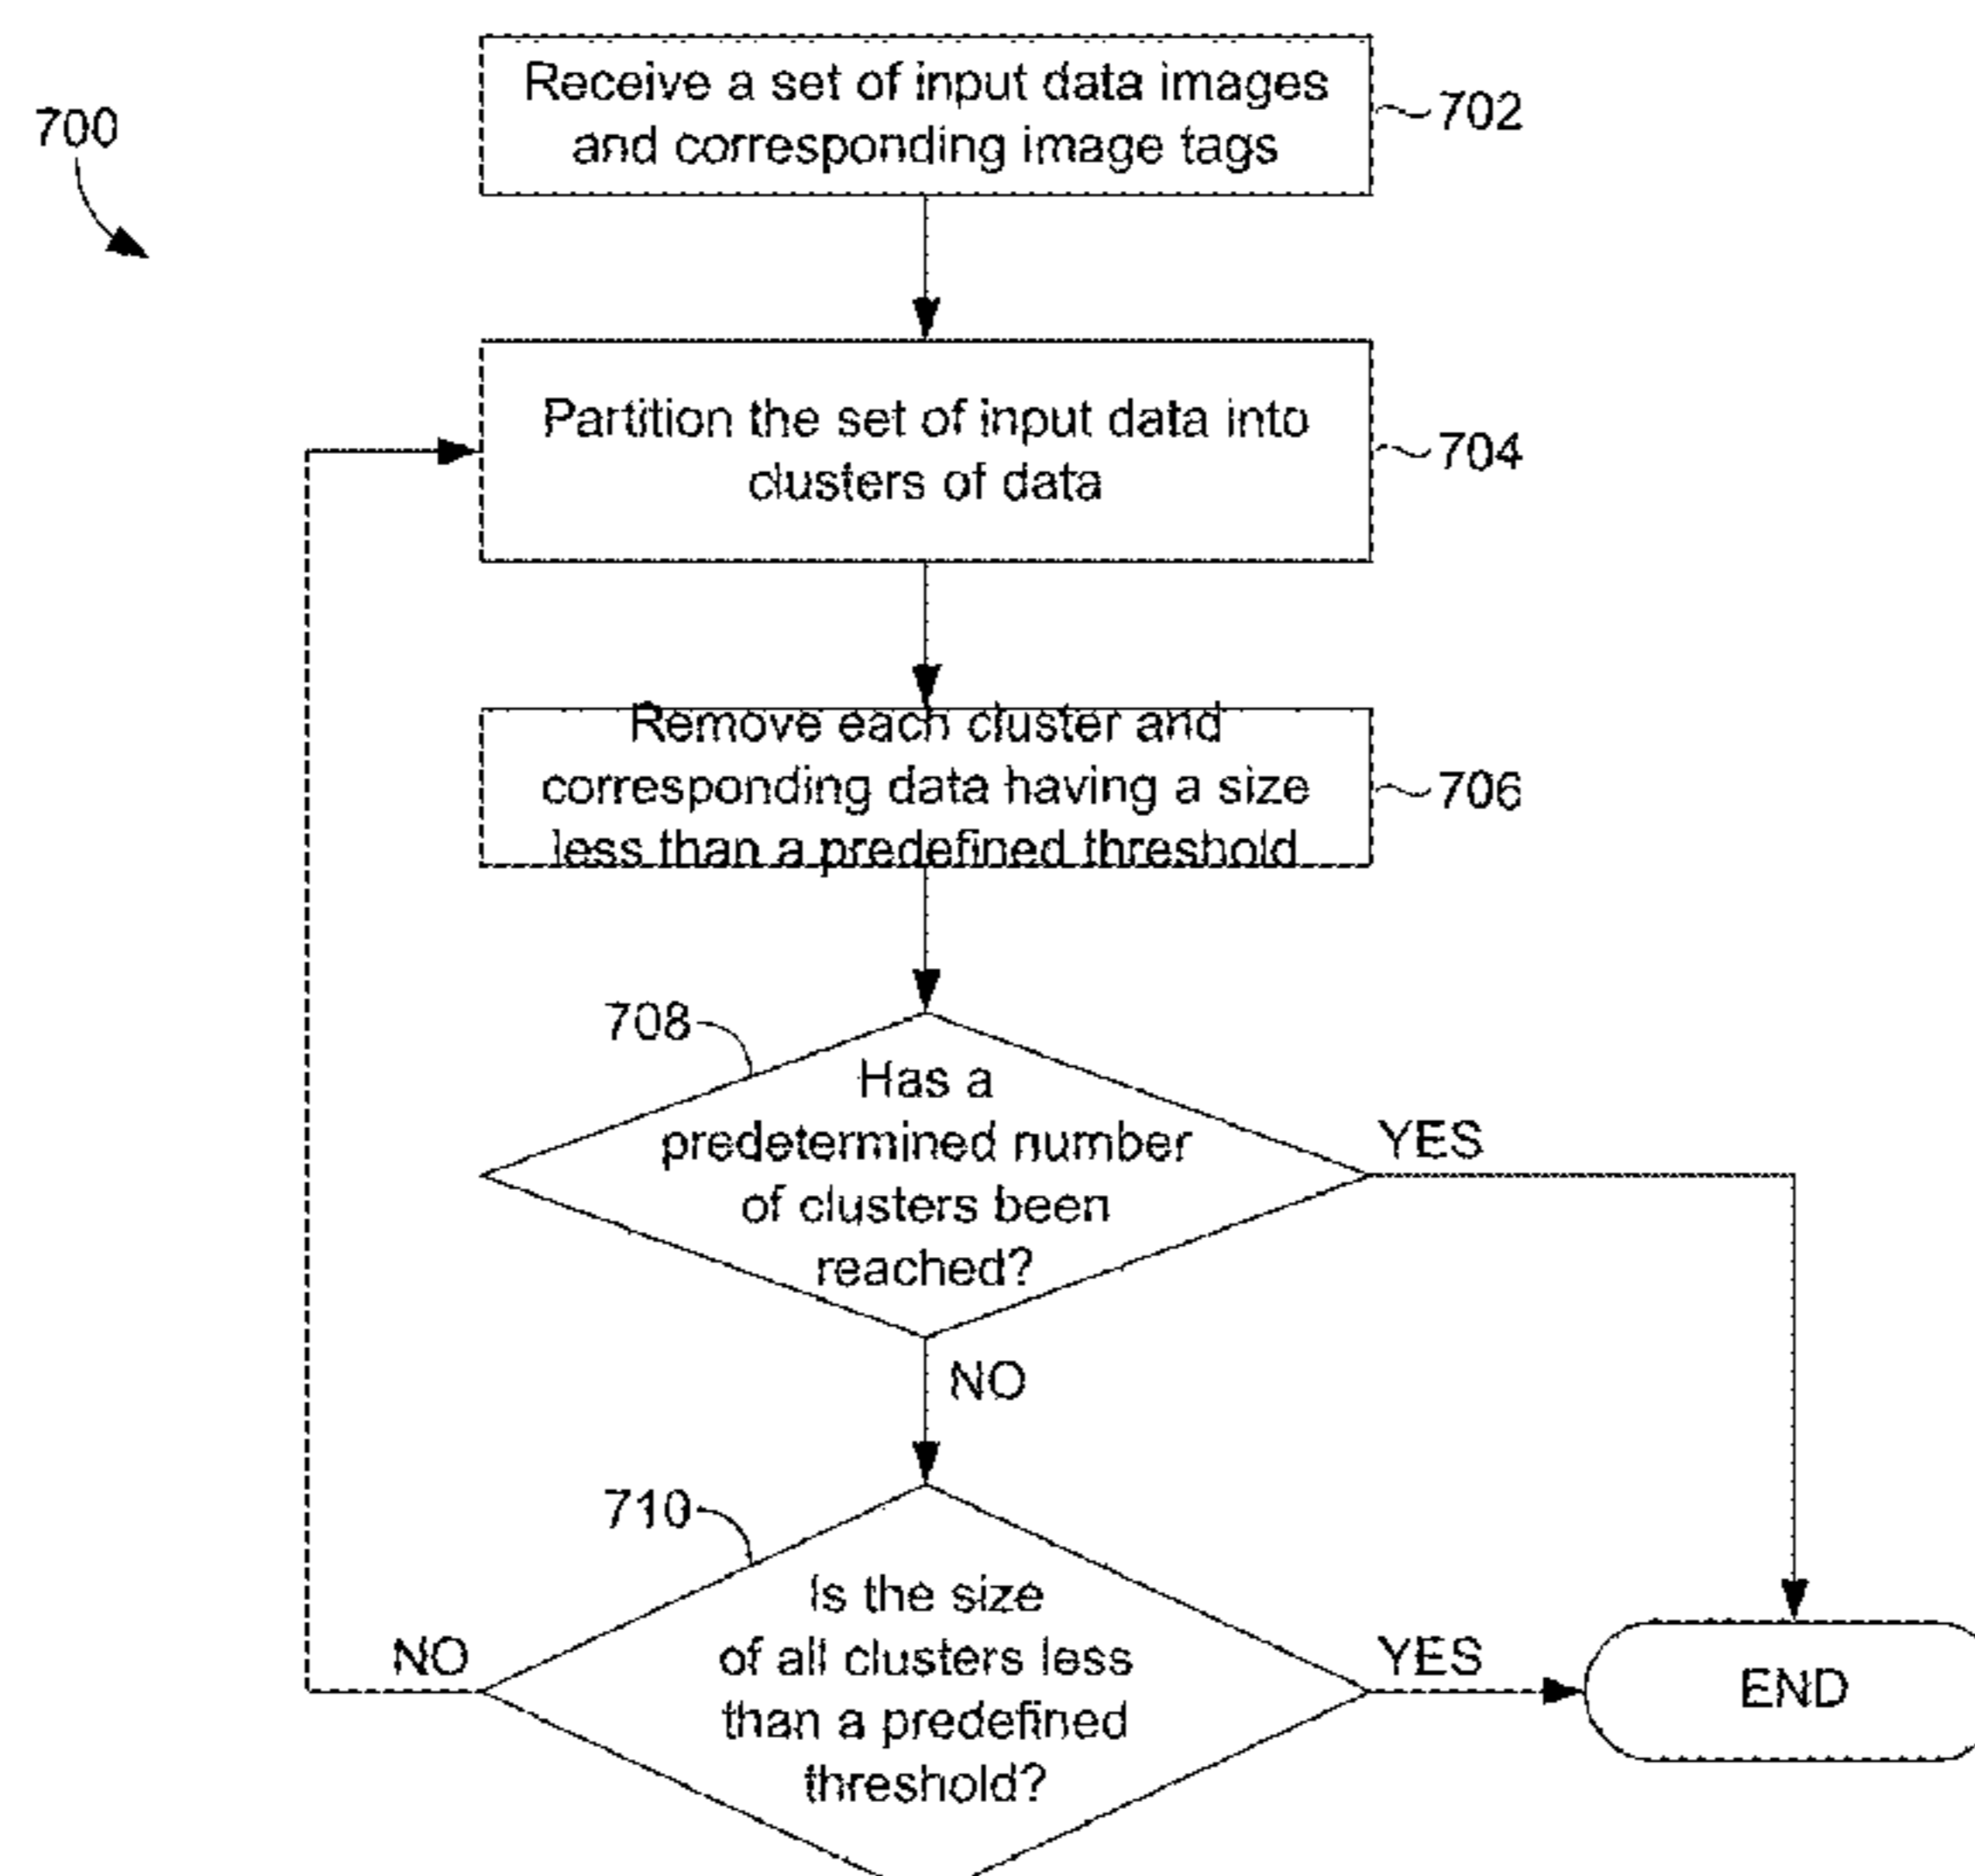 700
Receive a set of input data images
and corresponding image tags
702
Partition the set of input data into
clusters of data
704
Remove each cluster and
corresponding data having a size
less than a predefined threshold
706
708
Has a
predetermined number
of clusters been
reached?
YES
NO
710
Is the size
of all clusters less
than a predefined
threshold?
NO
YES
END